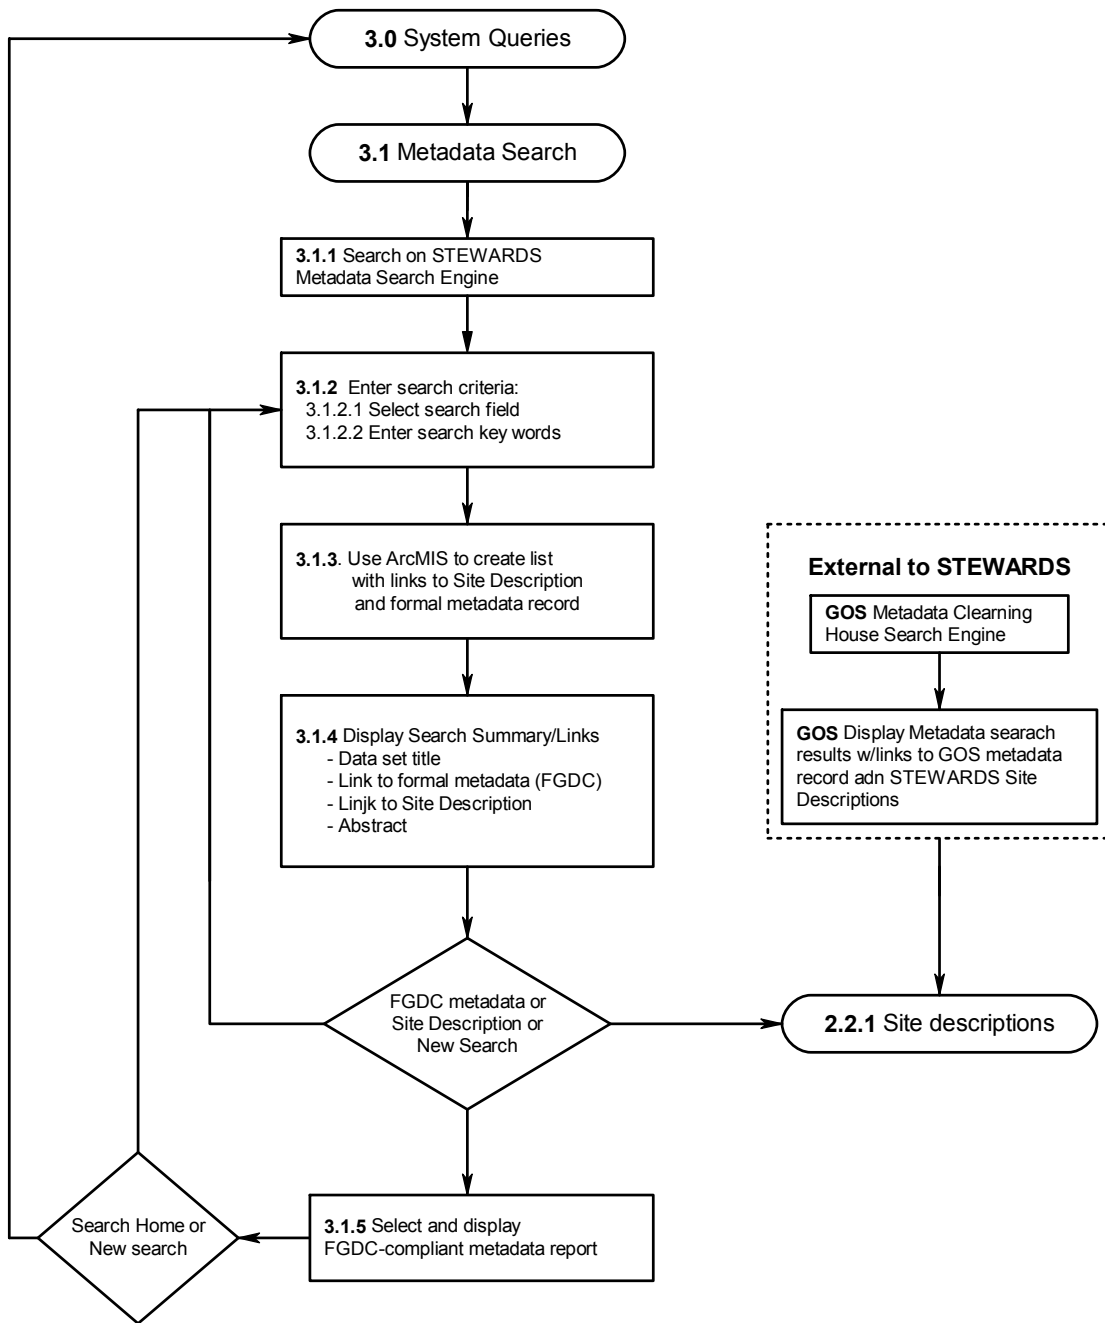 3.0 System Queries
3.1 Metadata Search
3.1.1 Search on STEWARDS
Metadata Search Engine
3.1.2 Enter search criteria:
3.1.2.1 Select search field
3.1.2.2 Enter search key words
3.1.3. Use ArcMIS to create list
with links to Site Description
and formal metadata record
3.1.4 Display Search Summary/Links
- Data set title
- Link to formal metadata (FGDC)
- Linjk to Site Description
- Abstract
External to STEWARDS
GOS Metadata Clearning
House Search Engine
GOS Display Metadata searach
results w/links to GOS metadata
record adn STEWARDS Site
Descriptions
FGDC metadata or
Site Description or
New Search
2.2.1 Site descriptions
Search Home or
New search
3.1.5 Select and display
FGDC-compliant metadata report